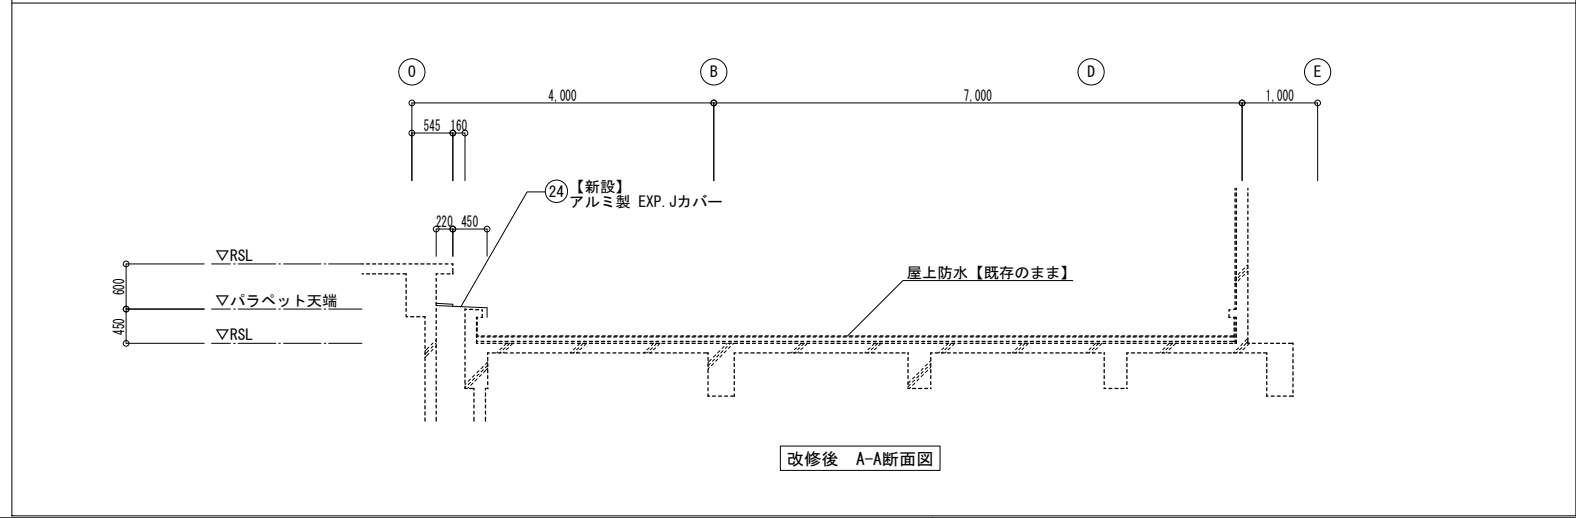 O B D E
4,000 7,000 1,000
545 160
24 【新設】
アルミ製 EXP.Jカバー
220 450
▽RSL
屋上防水【既存のまま】
600
▽パラペット天端
450
▽RSL
改修後 A-A断面図